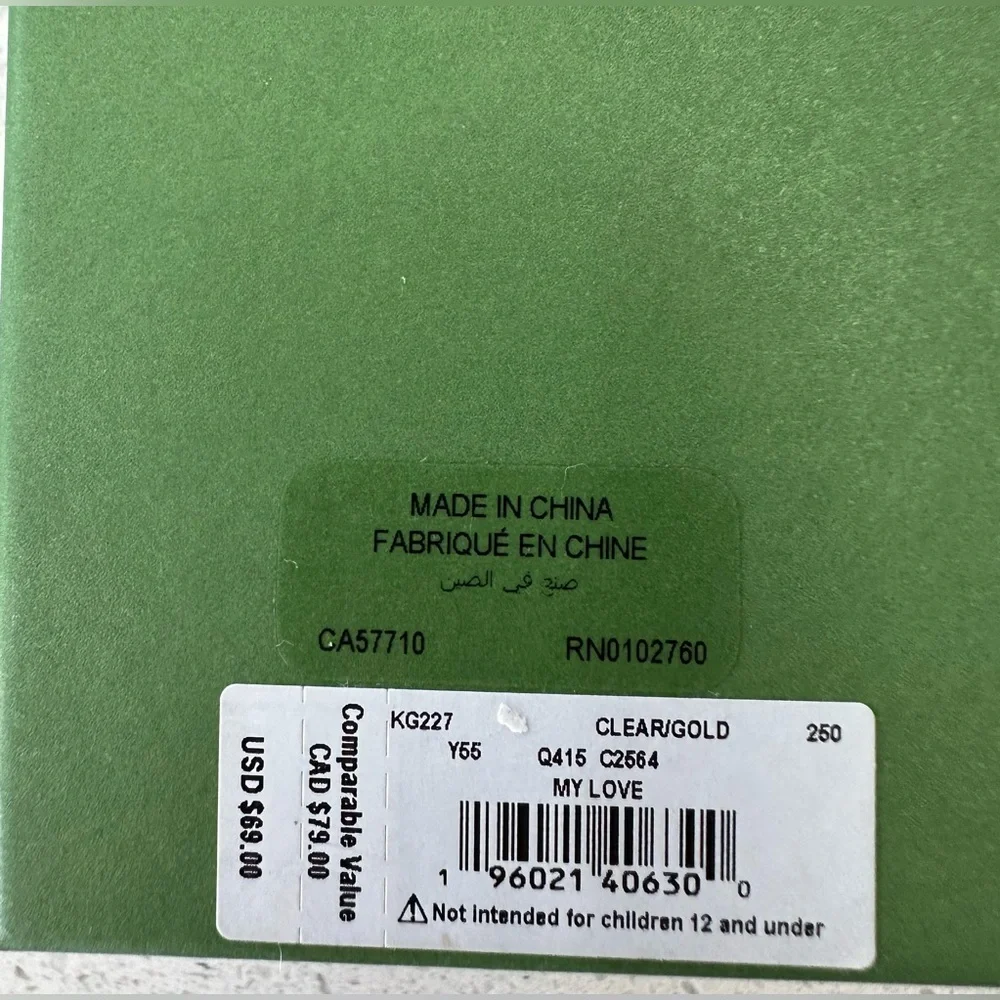 MADE IN CHINA
FABRIQUÉ EN CHINE
صنع في الصين
CA57710 RN0102760
KG227 CLEAR/GOLD 250
Y55 Q415 C2564
MY LOVE
1 96021 40630 0
⚠ Not intended for children 12 and under
Comparable Value
CAD $79.00
USD $69.00